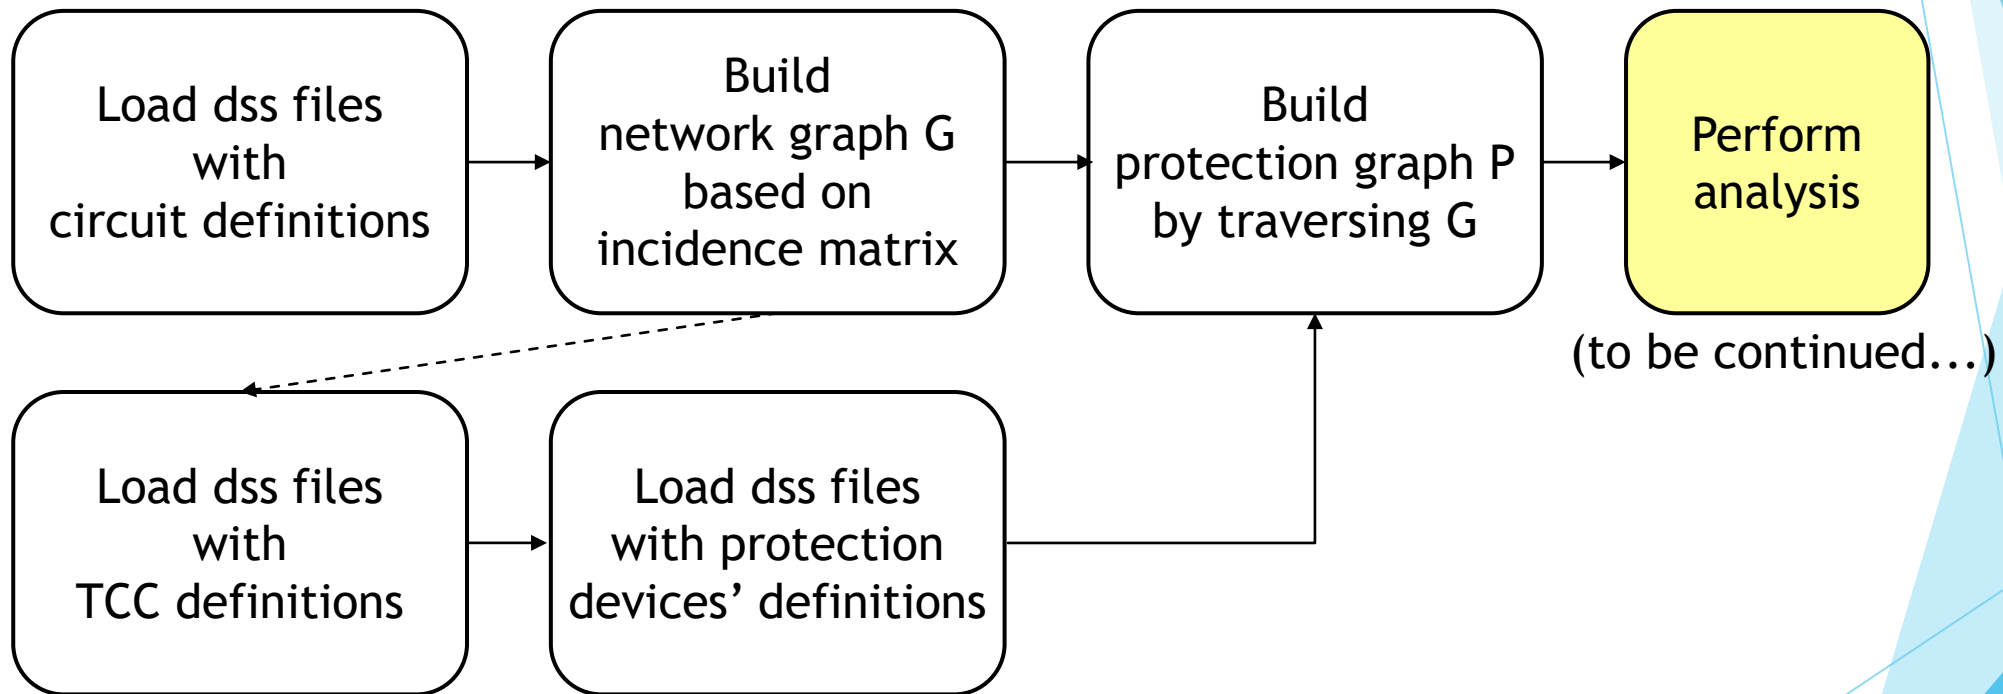 Load dss files
with
circuit definitions
Build
network graph G
based on
incidence matrix
Build
protection graph P
by traversing G
Perform
analysis
(to be continued...)
Load dss files
with
TCC definitions
Load dss files
with protection
devices’ definitions